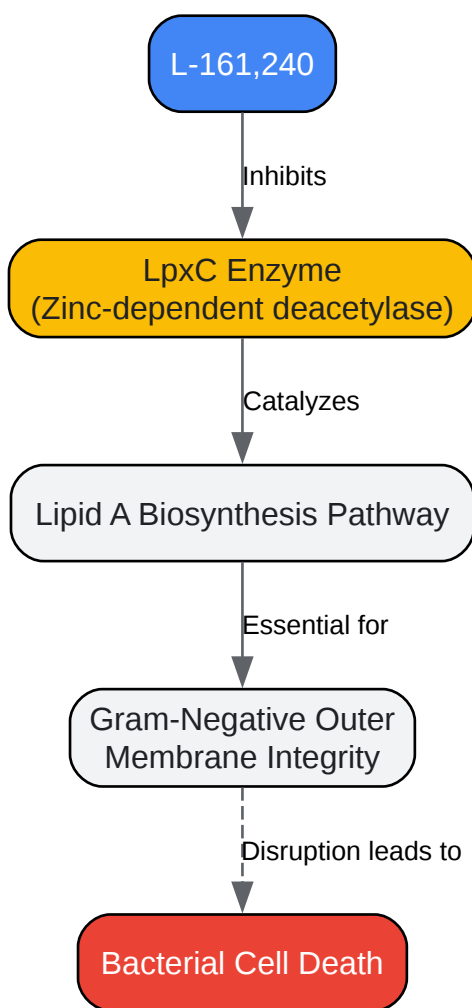 L-161,240
Inhibits
LpxC Enzyme
(Zinc-dependent deacetylase)
Catalyzes
Lipid A Biosynthesis Pathway
Essential for
Gram-Negative Outer
Membrane Integrity
Disruption leads to
Bacterial Cell Death